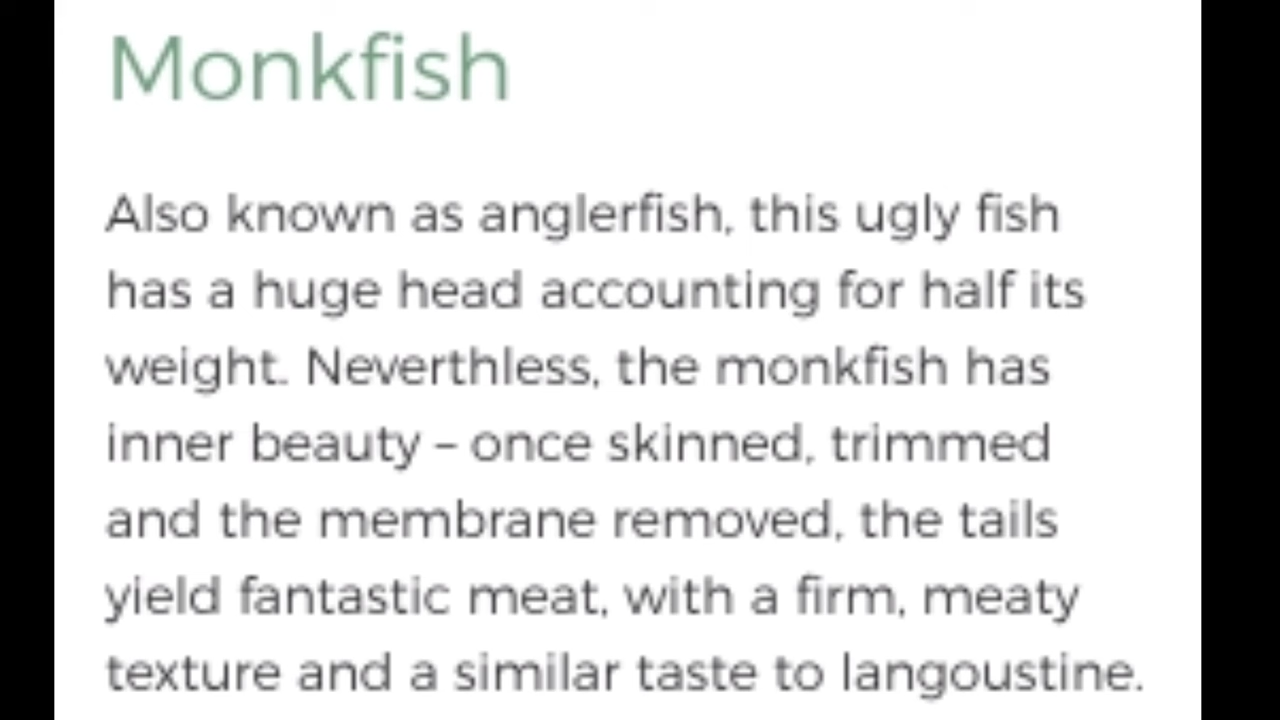 Monkfish
Also known as anglerfish, this ugly fish
has a huge head accounting for half its
weight. Neverthless, the monkfish has
inner beauty – once skinned, trimmed
and the membrane removed, the tails
yield fantastic meat, with a firm, meaty
texture and a similar taste to langoustine.